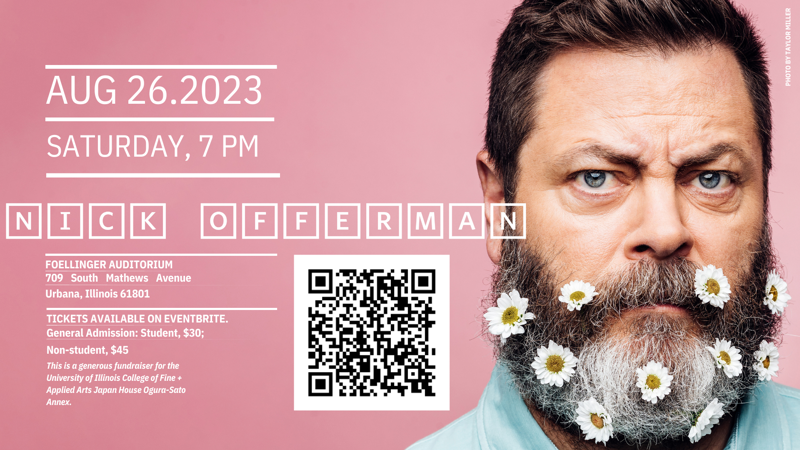 AUG 26.2023
SATURDAY, 7 PM
NICK OFFERMAN
FOELLINGER AUDITORIUM
709 South Mathews Avenue
Urbana, Illinois 61801
TICKETS AVAILABLE ON EVENTBRITE.
General Admission: Student, $30;
Non-student, $45
This is a generous fundraiser for the
University of Illinois College of Fine +
Applied Arts Japan House Ogura-Sato
Annex.
PHOTO BY TAYLOR MILLER